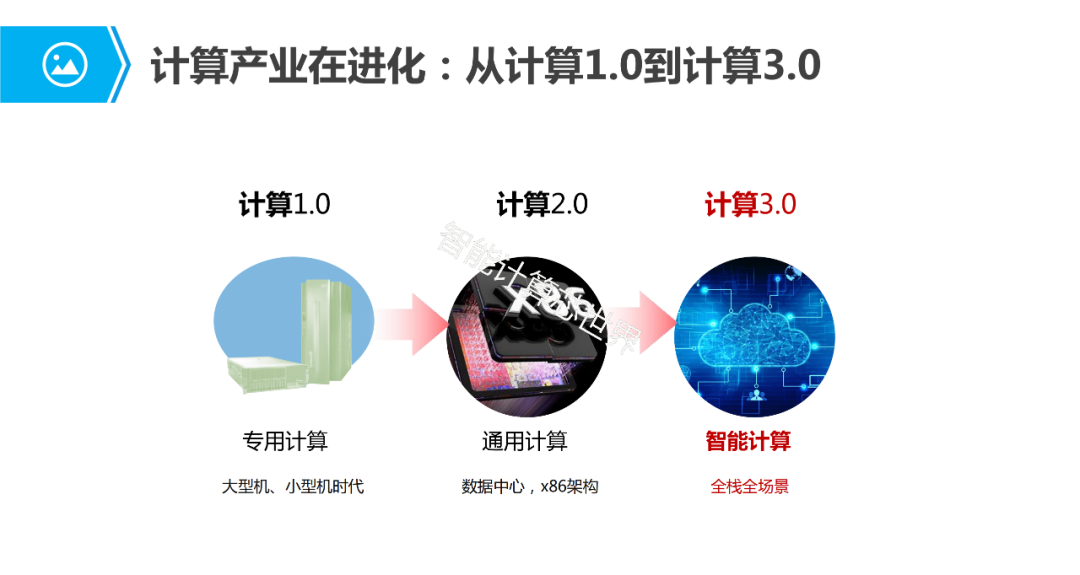 计算产业在进化：从计算1.0到计算3.0
计算1.0
计算2.0
计算3.0
智能计算芯世界
x86
专用计算
通用计算
智能计算
大型机、小型机时代
数据中心，x86架构
全栈全场景